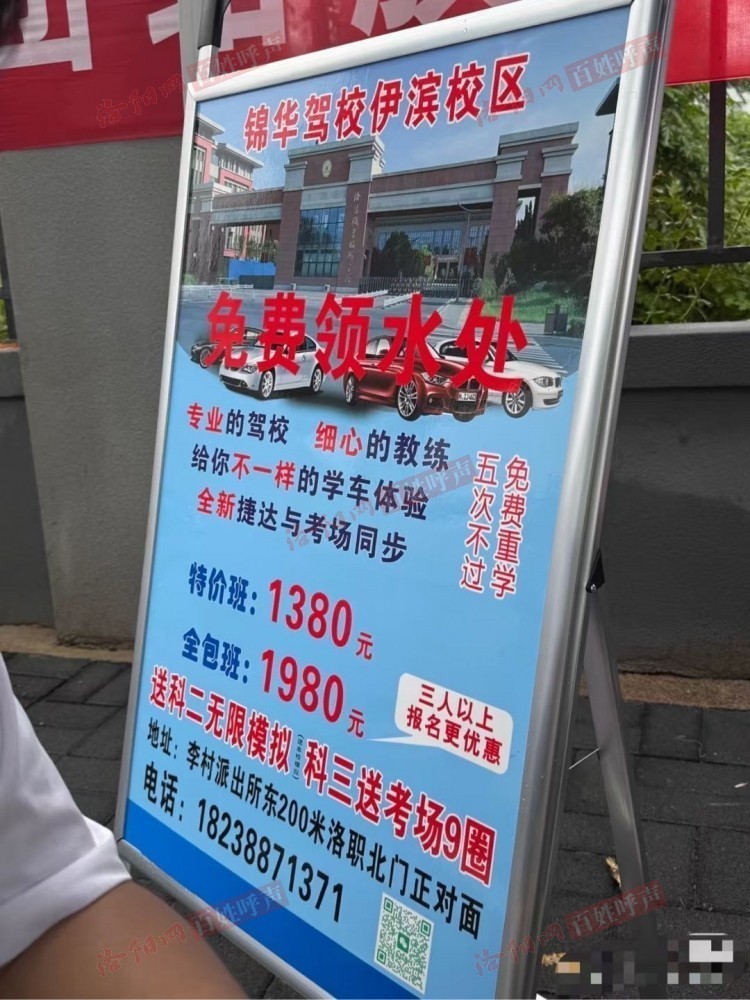 锦华驾校伊滨校区
免费领水处
专业的驾校 细心的教练
给你不一样的学车体验
全新捷达与考场同步
免费重学
五次不过
特价班：1380元
全包班：1980元
三人以上
报名更优惠
送科二无限模拟 科三送考场9圈
地址：李村派出所东200米洛职北门正对面
电话：18238871371
洛阳网 百姓呼声